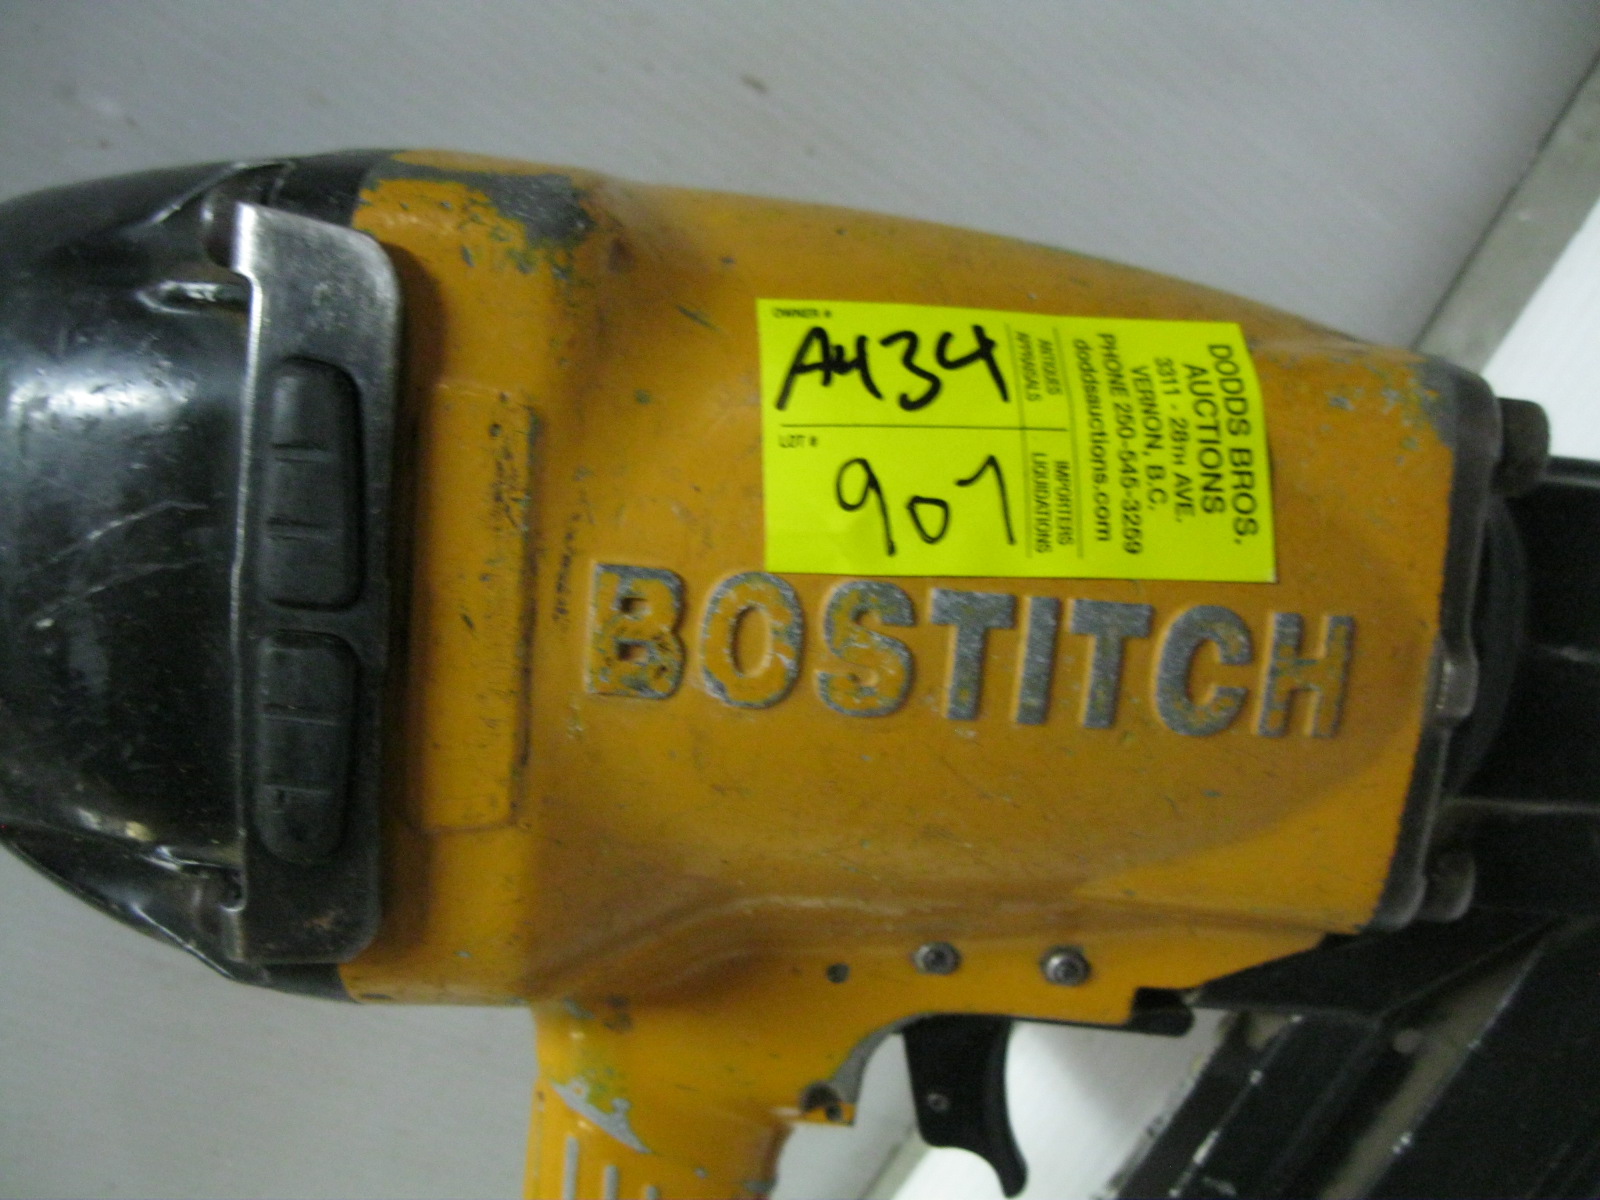 OWNER #
A434
LOT #
907
ANTIQUES
APPRAISALS
IMPORTERS
LIQUIDATIONS
DODDS BROS.
AUCTIONS
3311 - 28TH AVE.
VERNON, B.C.
PHONE 250-545-3259
doddsauctions.com
BOSTITCH